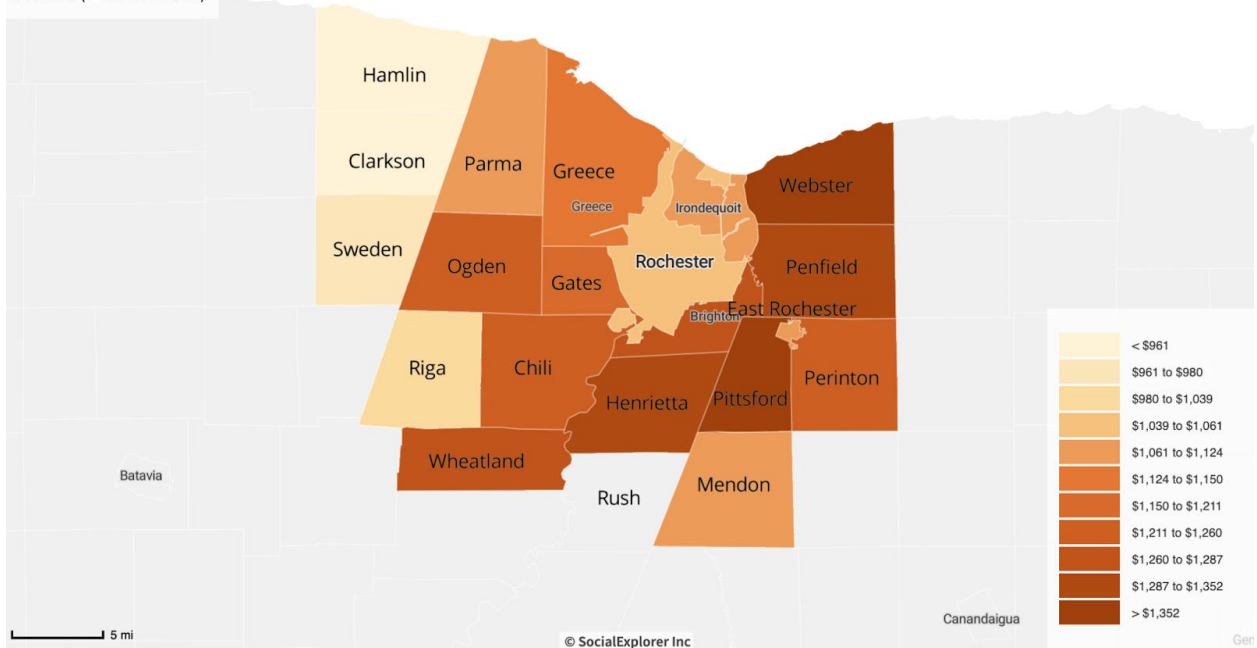 Hamlin
Clarkson
Parma
Greece
Greece
Irondequoit
Webster
Sweden
Ogden
Gates
Rochester
Penfield
East Rochester
Brighton
Riga
Chili
Henrietta
Pittsford
Perinton
Wheatland
Batavia
Rush
Mendon
Canandaigua
< $961
$961 to $980
$980 to $1,039
$1,039 to $1,061
$1,061 to $1,124
$1,124 to $1,150
$1,150 to $1,211
$1,211 to $1,260
$1,260 to $1,287
$1,287 to $1,352
> $1,352
5 mi
© SocialExplorer Inc